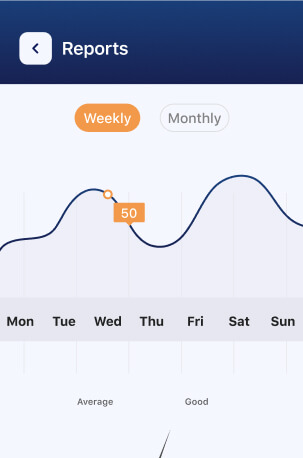 Reports
Weekly Monthly
50
Mon Tue Wed Thu Fri Sat Sun
Average Good